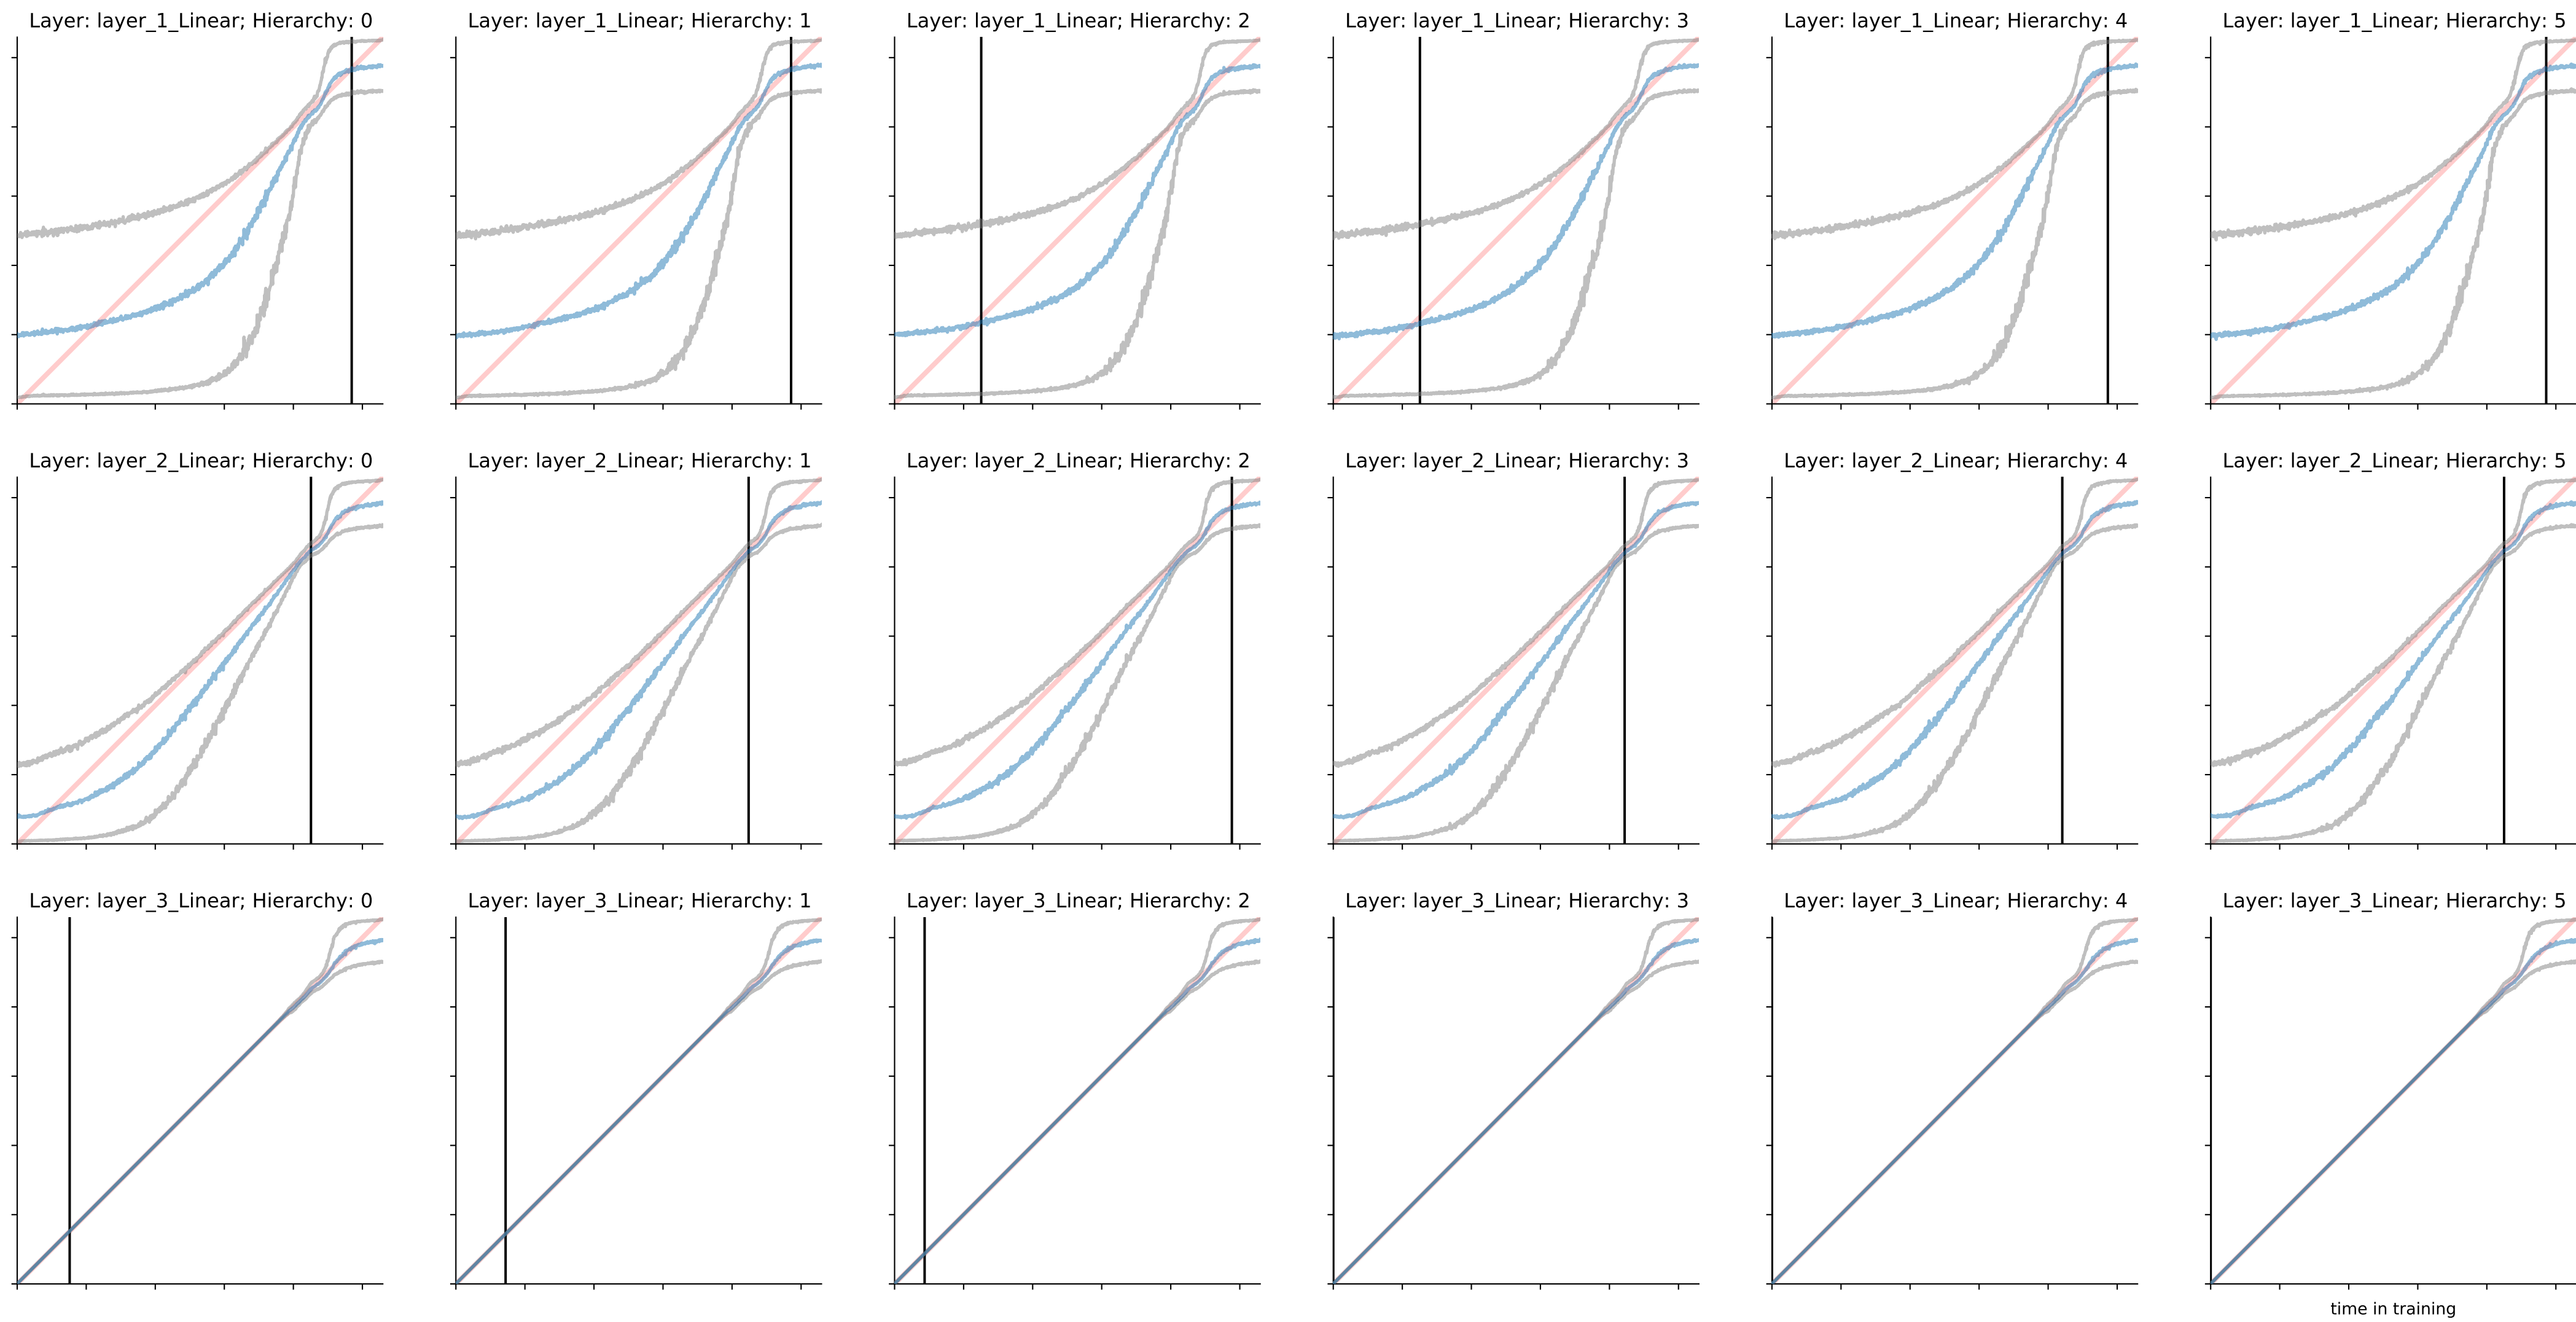 Layer: layer_1_Linear; Hierarchy: 0
Layer: layer_1_Linear; Hierarchy: 1
Layer: layer_1_Linear; Hierarchy: 2
Layer: layer_1_Linear; Hierarchy: 3
Layer: layer_1_Linear; Hierarchy: 4
Layer: layer_1_Linear; Hierarchy: 5
Layer: layer_2_Linear; Hierarchy: 0
Layer: layer_2_Linear; Hierarchy: 1
Layer: layer_2_Linear; Hierarchy: 2
Layer: layer_2_Linear; Hierarchy: 3
Layer: layer_2_Linear; Hierarchy: 4
Layer: layer_2_Linear; Hierarchy: 5
Layer: layer_3_Linear; Hierarchy: 0
Layer: layer_3_Linear; Hierarchy: 1
Layer: layer_3_Linear; Hierarchy: 2
Layer: layer_3_Linear; Hierarchy: 3
Layer: layer_3_Linear; Hierarchy: 4
Layer: layer_3_Linear; Hierarchy: 5
time in training